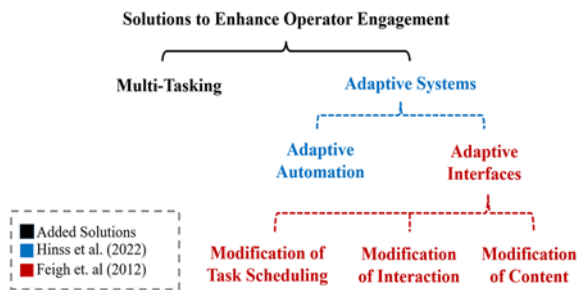 Solutions to Enhance Operator Engagement
Multi-Tasking
Adaptive Systems
Adaptive
Automation
Adaptive
Interfaces
Added Solutions
Hinss et al. (2022)
Feigh et. al (2012)
Modification of
Task Scheduling
Modification
of Interaction
Modification
of Content